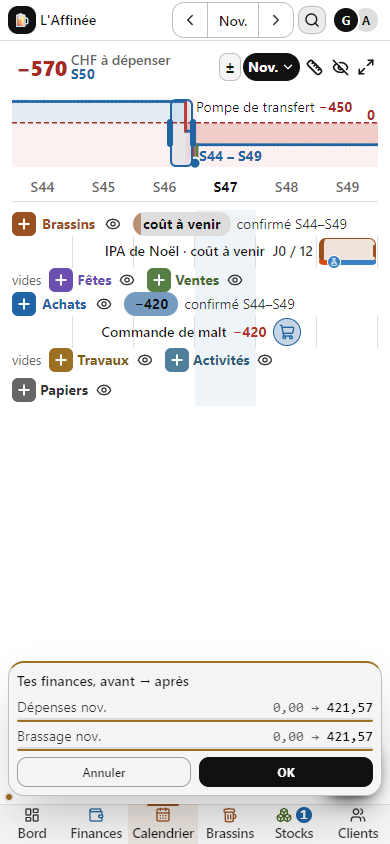 L'Affinée
Nov.
G A
−570 CHF à dépenser
S50
± Nov.
Pompe de transfert −450
0
S44 – S49
S44 S45 S46 S47 S48 S49
Brassins coût à venir confirmé S44–S49
IPA de Noël · coût à venir J0 / 12
vides Fêtes Ventes
Achats −420 confirmé S44–S49
Commande de malt −420
vides Travaux Activités
Papiers
Tes finances, avant → après
Dépenses nov. 0,00 → 421,57
Brassage nov. 0,00 → 421,57
Annuler OK
Bord Finances Calendrier Brassins Stocks 1 Clients